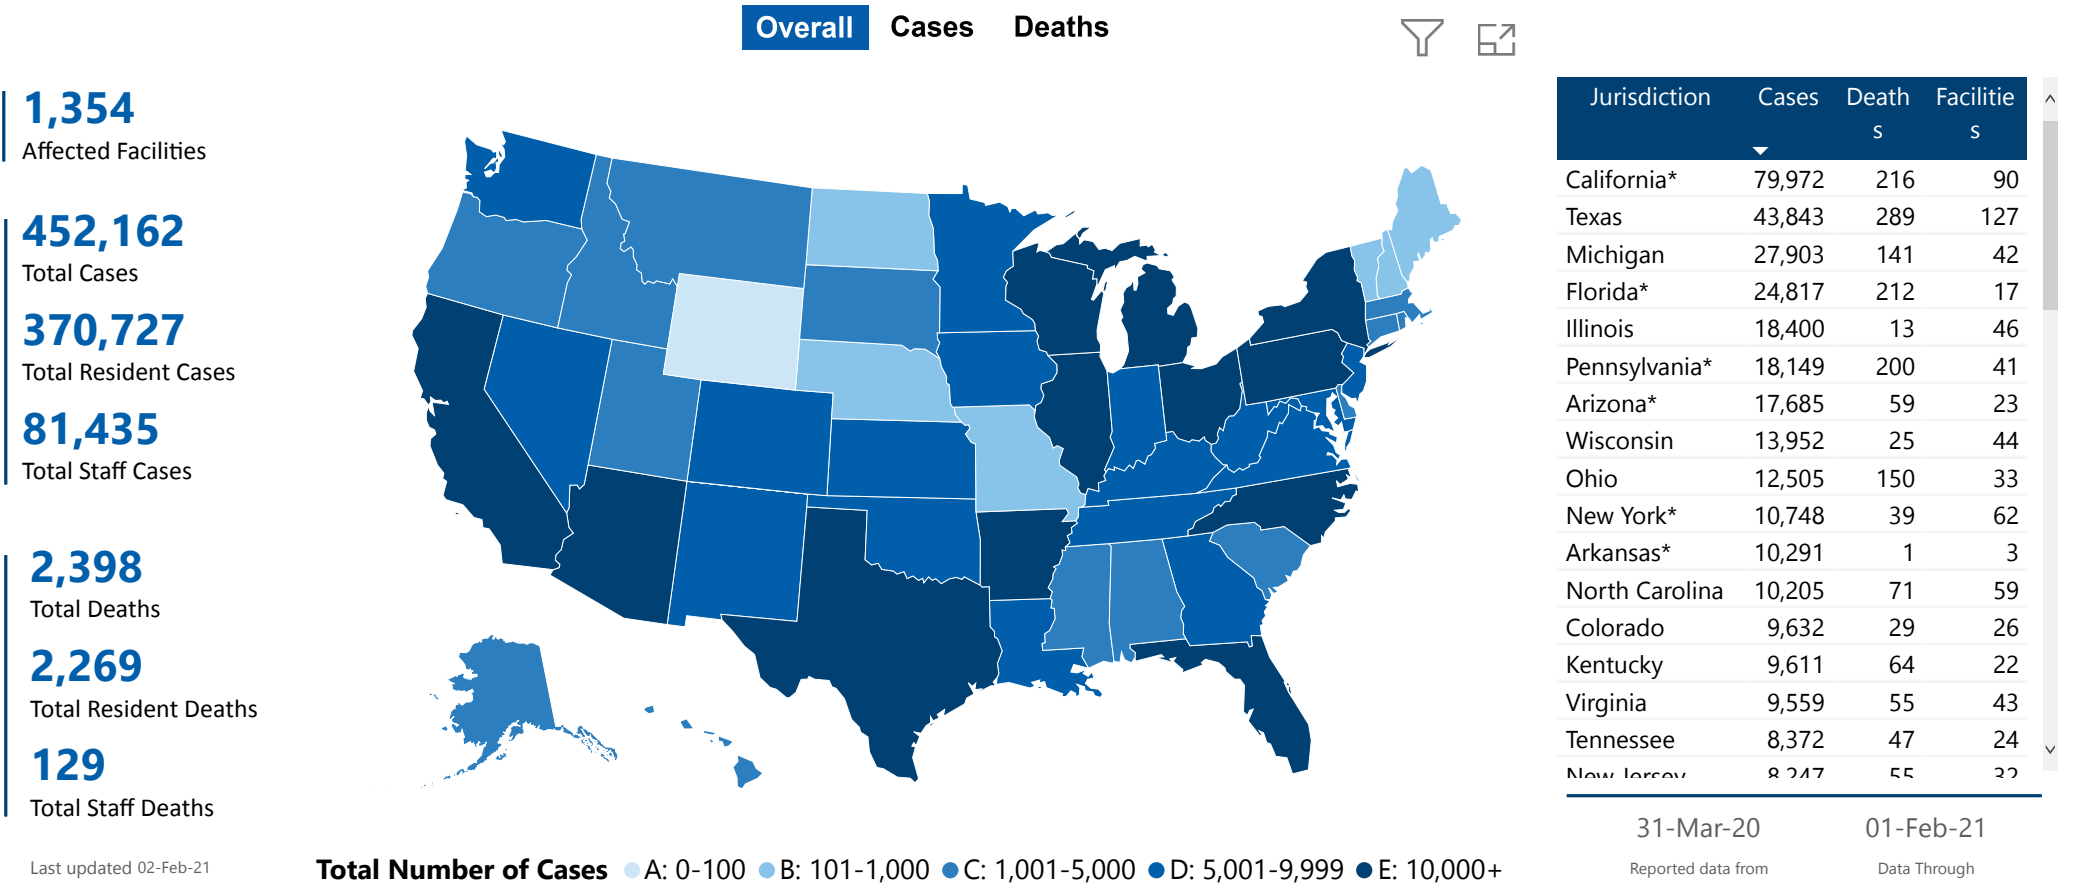 Overall Cases Deaths
1,354
Affected Facilities
452,162
Total Cases
370,727
Total Resident Cases
81,435
Total Staff Cases
2,398
Total Deaths
2,269
Total Resident Deaths
129
Total Staff Deaths
Last updated 02-Feb-21
Total Number of Cases A: 0-100 B: 101-1,000 C: 1,001-5,000 D: 5,001-9,999 E: 10,000+
Jurisdiction Cases Death Facilitie
s s
California* 79,972 216 90
Texas 43,843 289 127
Michigan 27,903 141 42
Florida* 24,817 212 17
Illinois 18,400 13 46
Pennsylvania* 18,149 200 41
Arizona* 17,685 59 23
Wisconsin 13,952 25 44
Ohio 12,505 150 33
New York* 10,748 39 62
Arkansas* 10,291 1 3
North Carolina 10,205 71 59
Colorado 9,632 29 26
Kentucky 9,611 64 22
Virginia 9,559 55 43
Tennessee 8,372 47 24
New Jersey 8,247 55 32
31-Mar-20 01-Feb-21
Reported data from Data Through